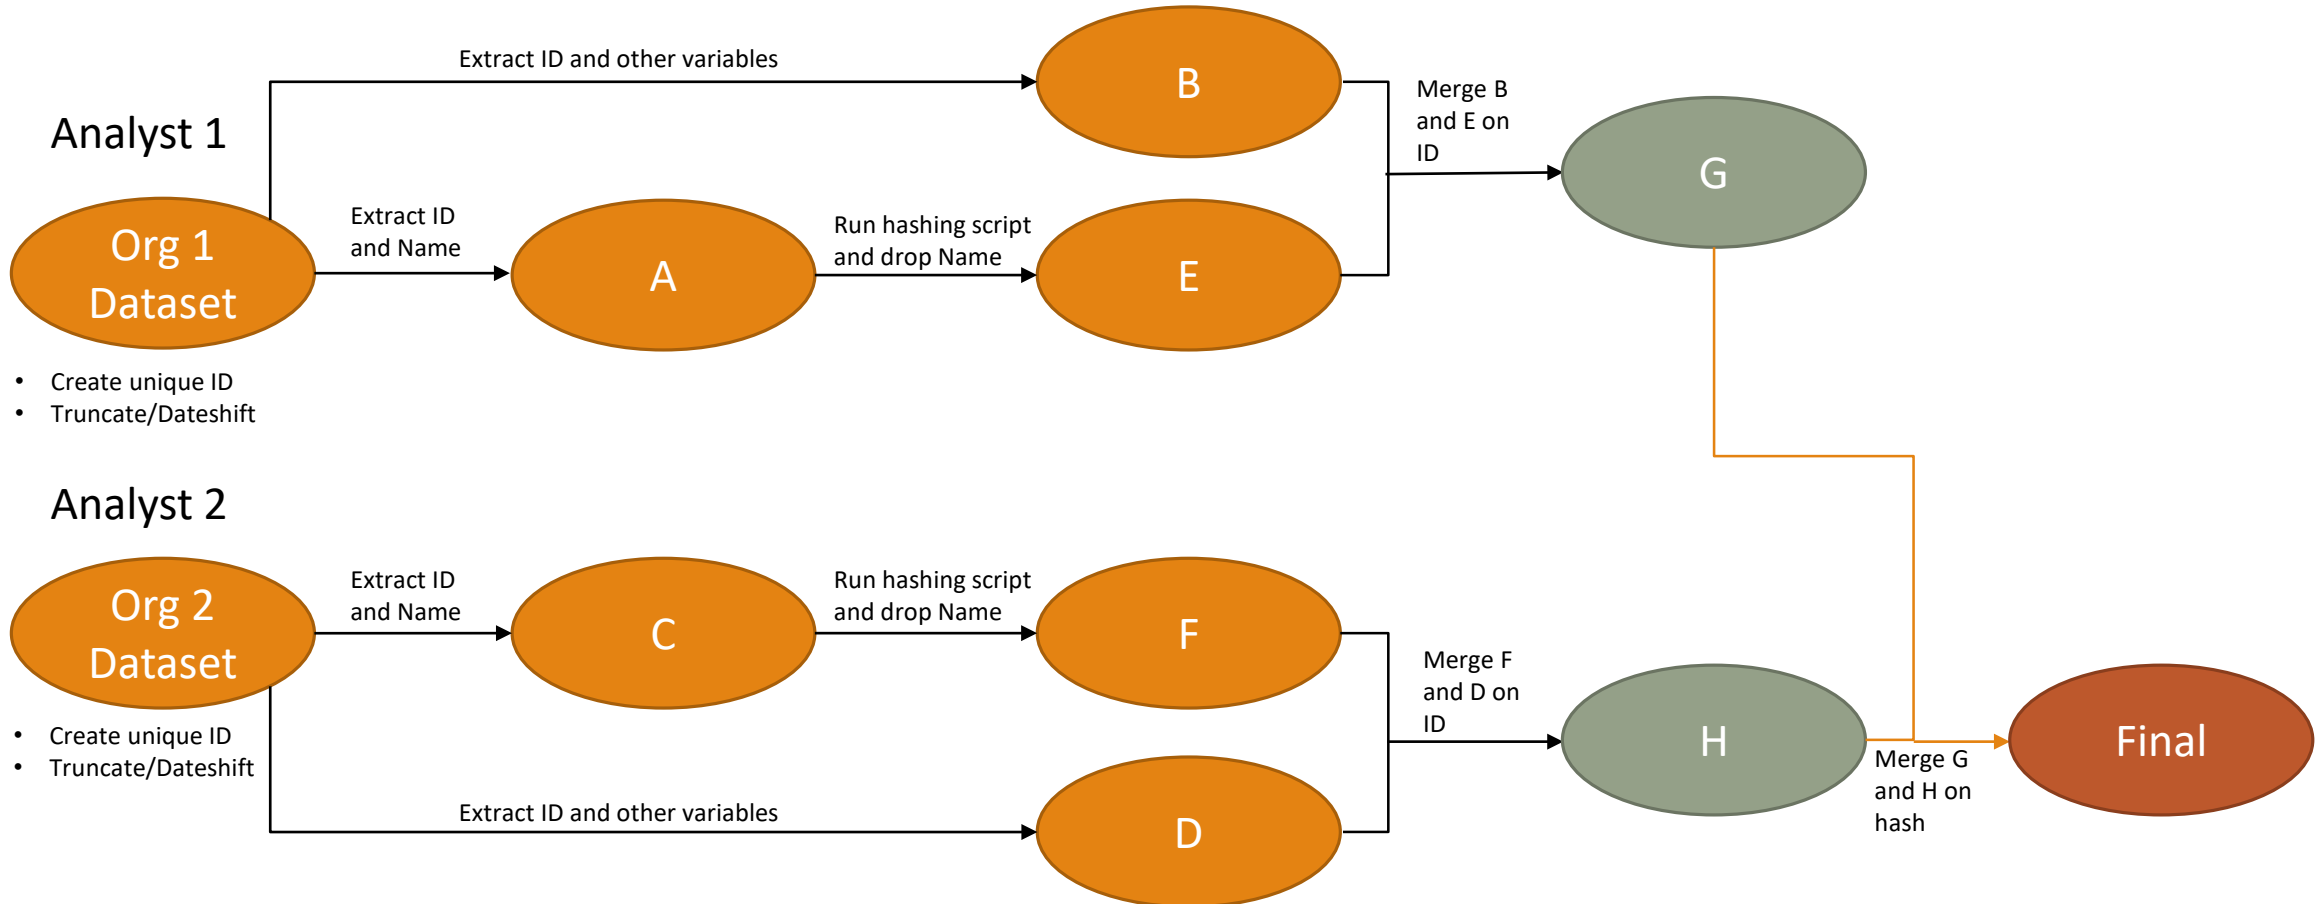 Extract ID and other variables
B
Merge B
and E on
ID
Analyst 1
G
Org 1
Dataset
Extract ID
and Name
A
Run hashing script
and drop Name
E
• Create unique ID
• Truncate/Dateshift
Analyst 2
Org 2
Dataset
Extract ID
and Name
C
Run hashing script
and drop Name
F
Merge F
and D on
ID
H
Merge G
and H on
hash
Final
• Create unique ID
• Truncate/Dateshift
Extract ID and other variables
D